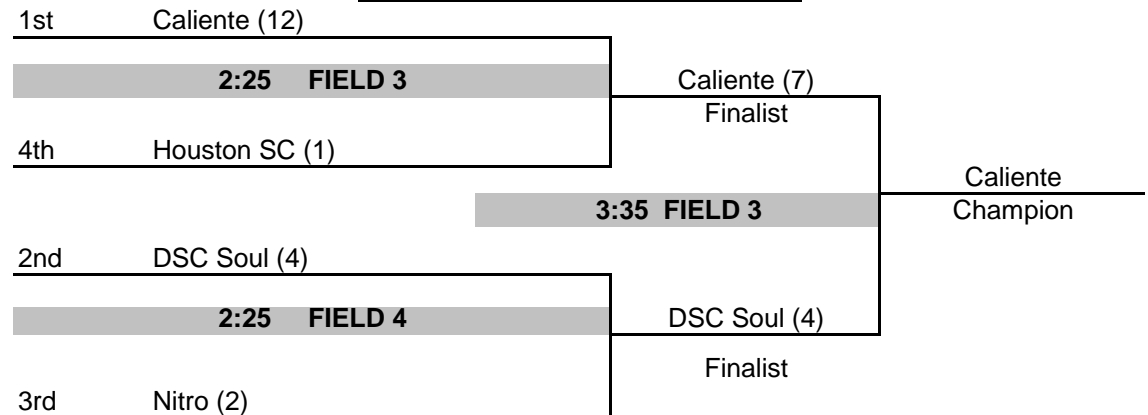 1st Caliente (12)
2:25 FIELD 3
Caliente (7)
Finalist
4th Houston SC (1)
Caliente
3:35 FIELD 3
Champion
2nd DSC Soul (4)
2:25 FIELD 4
DSC Soul (4)
Finalist
3rd Nitro (2)